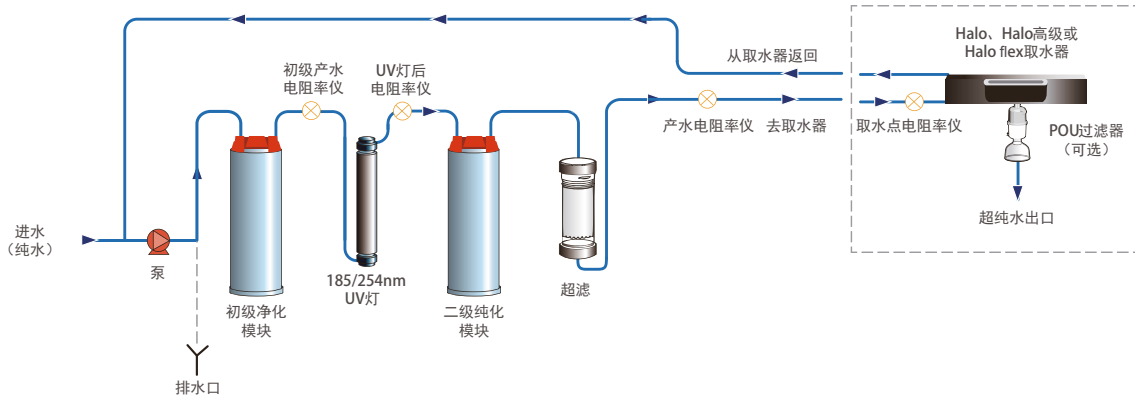 Halo、Halo高级或
Halo flex取水器
从取水器返回
初级产水
电阻率仪
UV灯后
电阻率仪
产水电阻率仪
去取水器
取水点电阻率仪
POU过滤器
（可选）
超纯水出口
进水
（纯水）
泵
185/254nm
UV灯
初级净化
模块
二级纯化
模块
超滤
排水口